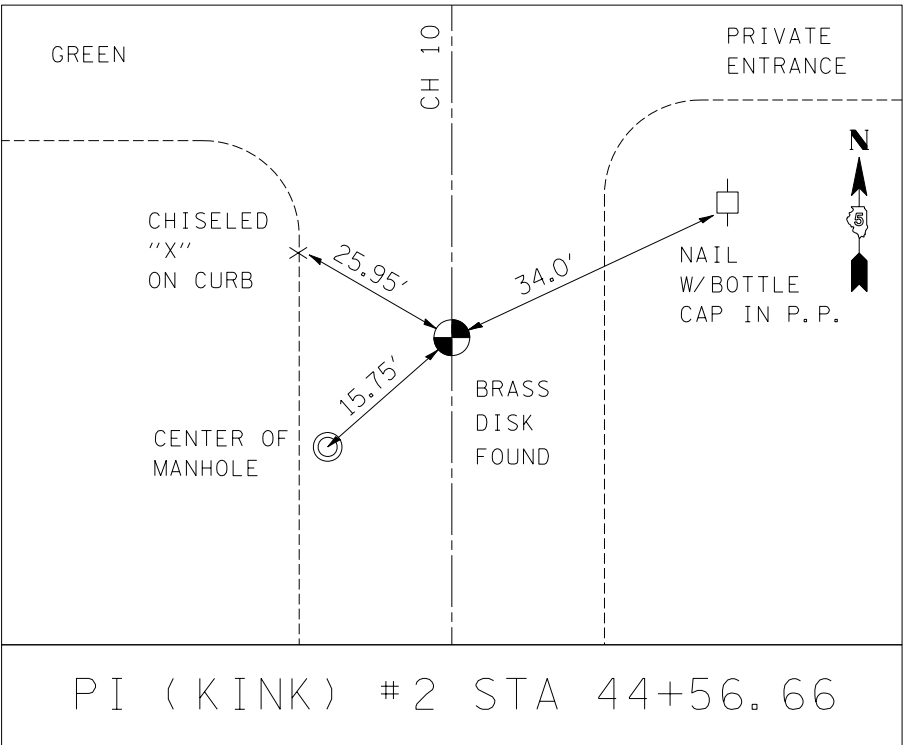 GREEN
CH 10
PRIVATE
ENTRANCE
N
5
CHISELED
"X"
ON CURB
25.95'
34.0'
NAIL
W/BOTTLE
CAP IN P.P.
15.75'
BRASS
DISK
FOUND
CENTER OF
MANHOLE
PI (KINK) #2 STA 44+56.66